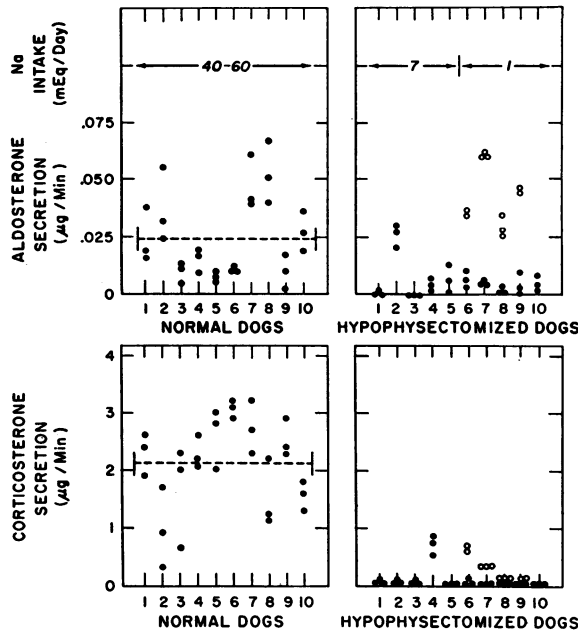 Na
INTAKE
(mEq/Day)
40-60
7
1
ALDOSTERONE
SECRETION
(μg/Min)
.075
.050
.025
0
1 2 3 4 5 6 7 8 9 10
NORMAL DOGS
1 2 3 4 5 6 7 8 9 10
HYPOPHYSECTOMIZED DOGS
CORTICOSTERONE
SECRETION
(μg/Min)
4
3
2
1
0
1 2 3 4 5 6 7 8 9 10
NORMAL DOGS
1 2 3 4 5 6 7 8 9 10
HYPOPHYSECTOMIZED DOGS